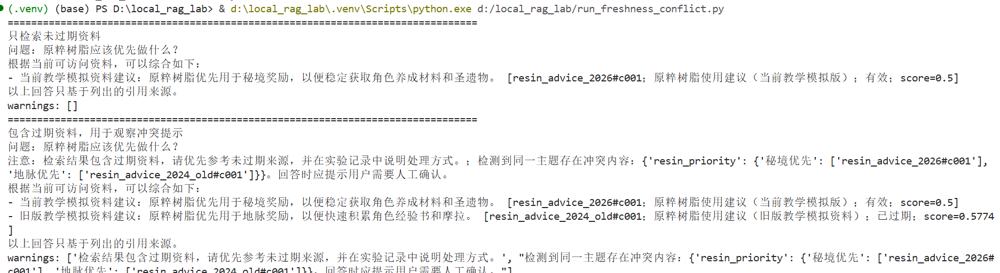 (.venv) (base) PS D:\local_rag_lab> & d:\local_rag_lab\.venv\Scripts\python.exe d:/local_rag_lab/run_freshness_conflict.py
================================================================================
只检索未过期资料
问题：原粹树脂应该优先做什么？
根据当前可访问资料，可以综合如下：
- 当前教学模拟资料建议：原粹树脂优先用于秘境奖励，以便稳定获取角色养成材料和圣遗物。 [resin_advice_2026#c001；原粹树脂使用建议（当前教学模拟版）；有效；score=0.5]
以上回答只基于列出的引用来源。
warnings: []
================================================================================
包含过期资料，用于观察冲突提示
问题：原粹树脂应该优先做什么？
注意：检索结果包含过期资料，请优先参考未过期来源，并在实验记录中说明处理方式。；检测到同一主题存在冲突内容：{'resin_priority': {'秘境优先': ['resin_advice_2026#c001'],
'地脉优先': ['resin_advice_2024_old#c001']}}。回答时应提示用户需要人工确认。
根据当前可访问资料，可以综合如下：
- 当前教学模拟资料建议：原粹树脂优先用于秘境奖励，以便稳定获取角色养成材料和圣遗物。 [resin_advice_2026#c001；原粹树脂使用建议（当前教学模拟版）；有效；score=0.5]
- 旧版教学模拟资料建议：原粹树脂优先用于地脉奖励，以便快速积累角色经验书和摩拉。 [resin_advice_2024_old#c001；原粹树脂使用建议（旧版教学模拟资料）；已过期；score=0.5774
]
以上回答只基于列出的引用来源。
warnings: ['检索结果包含过期资料，请优先参考未过期来源，并在实验记录中说明处理方式。', "检测到同一主题存在冲突内容：{'resin_priority': {'秘境优先': ['resin_advice_2026#
c001'], '地脉优先': ['resin_advice_2024_old#c001']}}。回答时应提示用户需要人工确认。"]